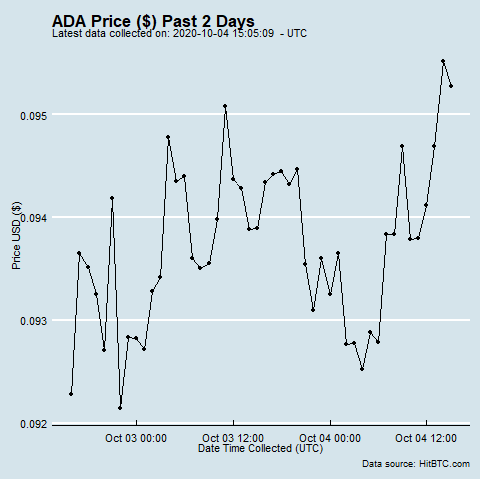 ADA Price ($) Past 2 Days
Latest data collected on: 2020-10-04 15:05:09 - UTC
0.095
0.094
0.093
0.092
Price USD ($)
Oct 03 00:00 Oct 03 12:00 Oct 04 00:00 Oct 04 12:00
Date Time Collected (UTC)
Data source: HitBTC.com